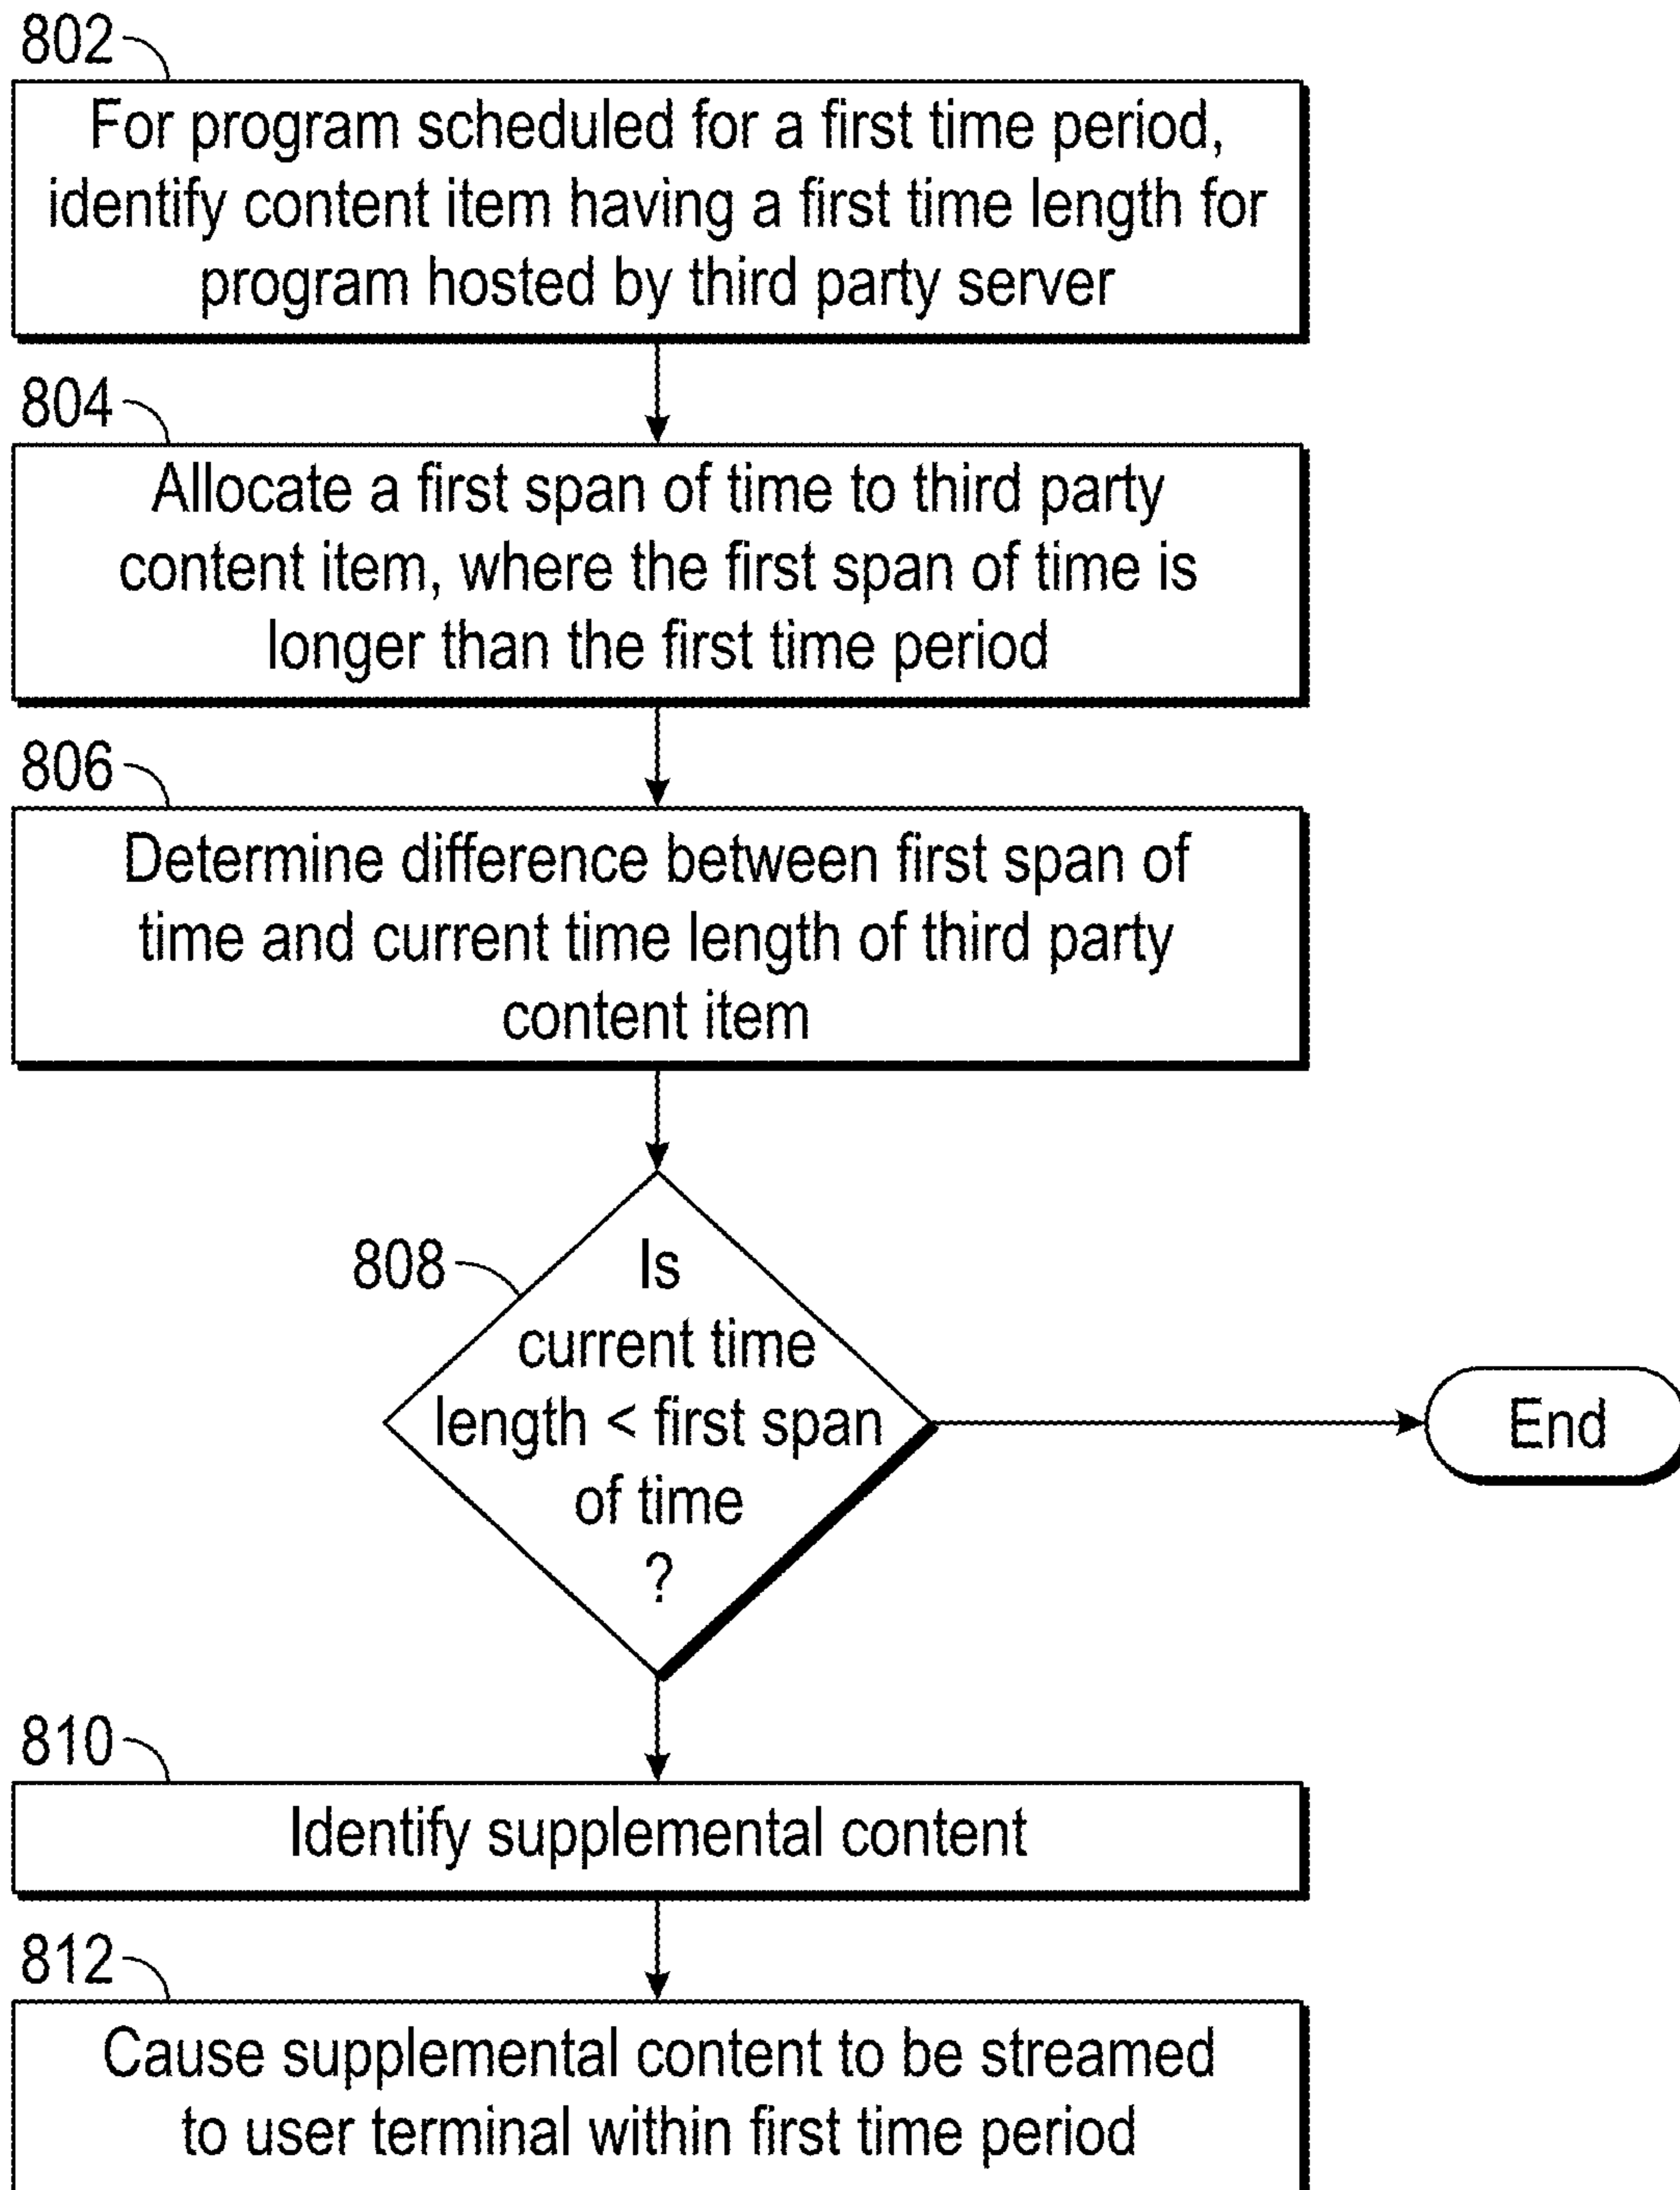 802
For program scheduled for a first time period,
identify content item having a first time length for
program hosted by third party server
804
Allocate a first span of time to third party
content item, where the first span of time is
longer than the first time period
806
Determine difference between first span of
time and current time length of third party
content item
808
Is
current time
length < first span
of time
?
End
810
Identify supplemental content
812
Cause supplemental content to be streamed
to user terminal within first time period